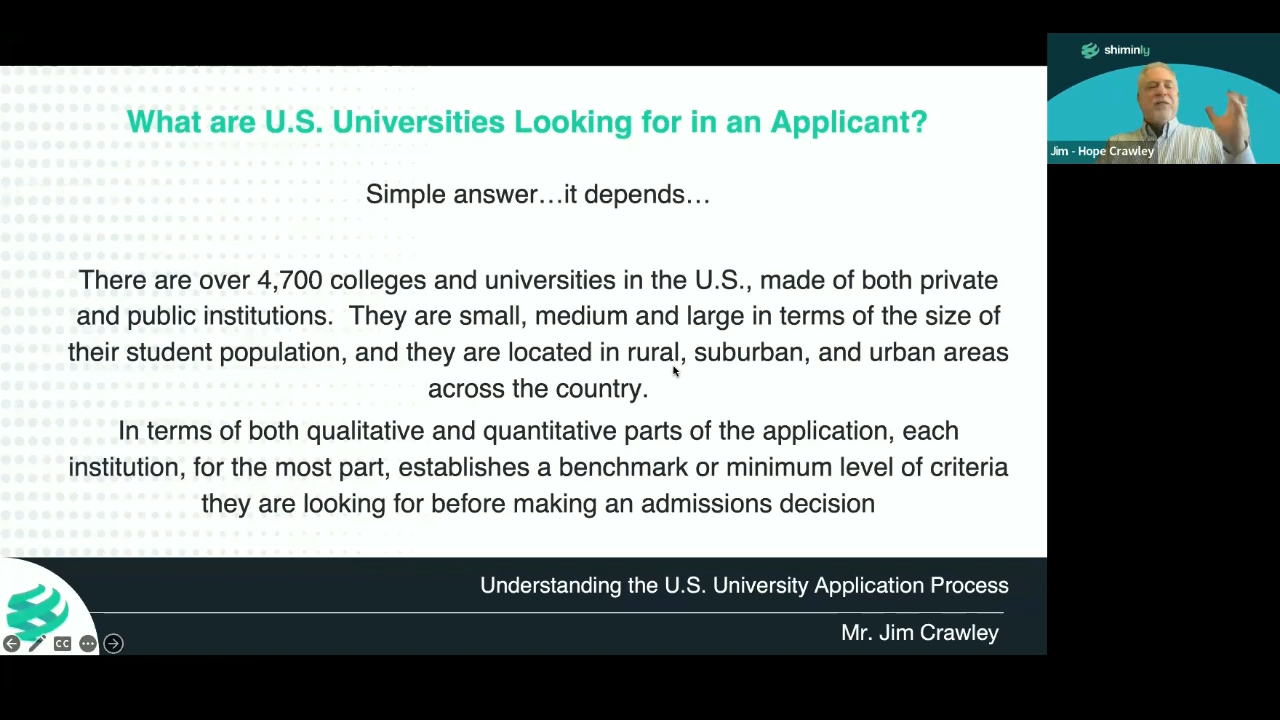 What are U.S. Universities Looking for in an Applicant?
Simple answer…it depends…
There are over 4,700 colleges and universities in the U.S., made of both private
and public institutions.  They are small, medium and large in terms of the size of
their student population, and they are located in rural, suburban, and urban areas
across the country.
In terms of both qualitative and quantitative parts of the application, each
institution, for the most part, establishes a benchmark or minimum level of criteria
they are looking for before making an admissions decision
Understanding the U.S. University Application Process
Mr. Jim Crawley
CC
shiminly
Jim - Hope Crawley